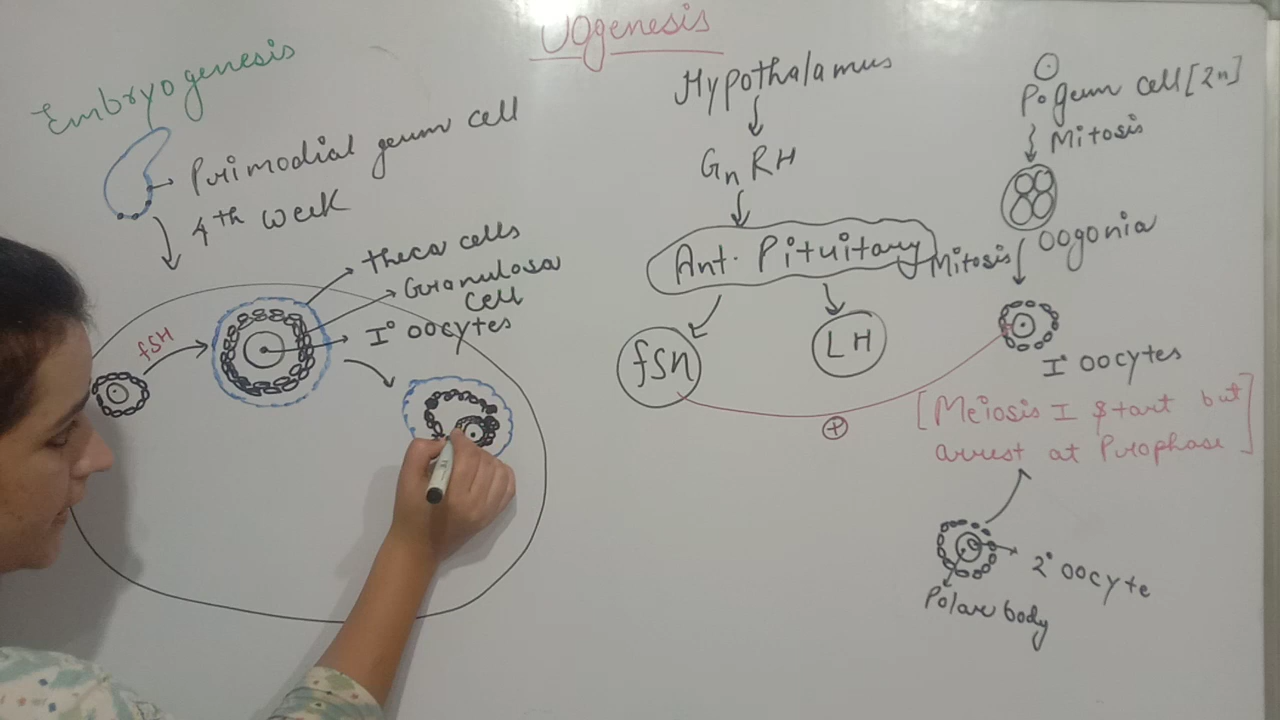 OOgenesis
Embryogenesis
Primodial germ cell
4th week
Theca cells
Granulosa
cell
I° oocytes
fSH
Hypothalamus
GnRH
Ant. Pituitary
fSH
LH
+
P. germ cell [2n]
Mitosis
Oogonia
Mitosis
I° oocytes
[Meiosis I start but
arrest at Prophase]
2° oocyte
Polar body